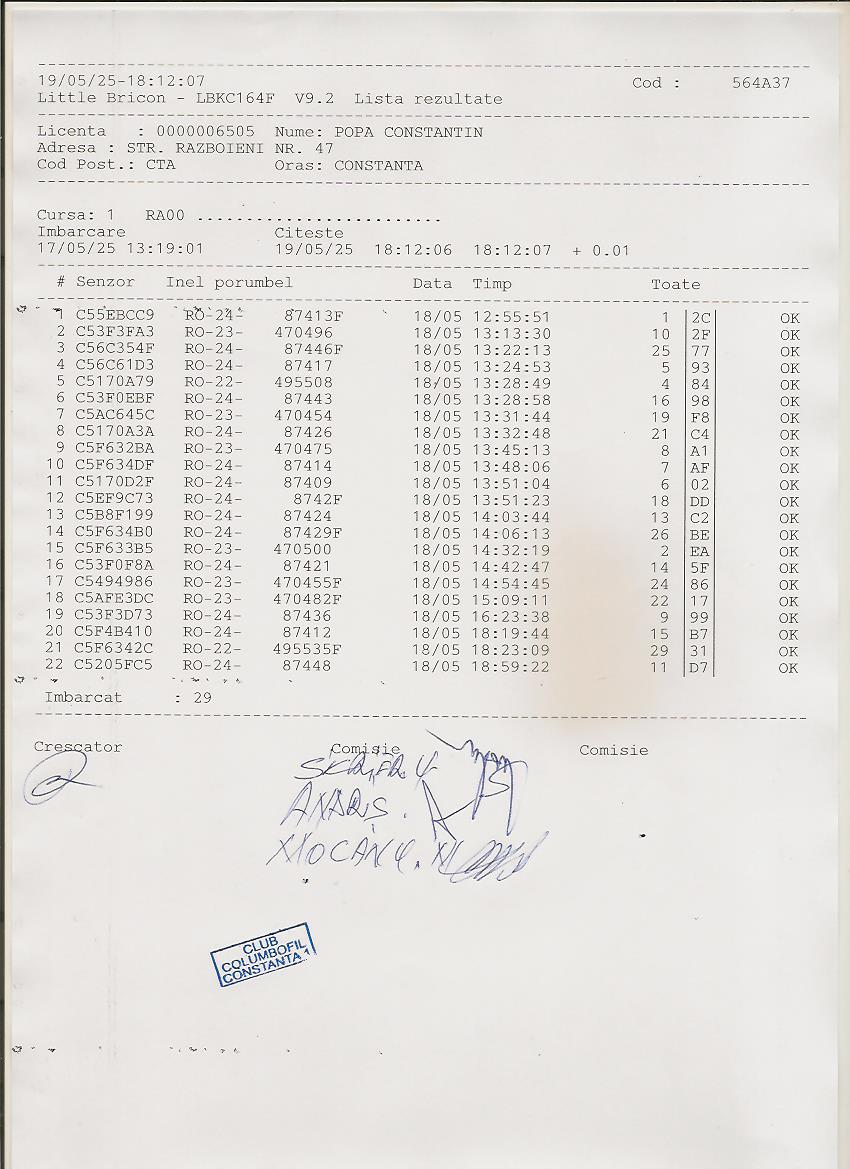 19/05/25-18:12:07 Cod : 564A37
Little Bricon - LBKC164F V9.2 Lista rezultate
Licenta : 0000006505 Nume: POPA CONSTANTIN
Adresa : STR. RAZBOIENI NR. 47
Cod Post.: CTA Oras: CONSTANTA
Cursa: 1 RA00 .........................
Imbarcare Citeste
17/05/25 13:19:01 19/05/25 18:12:06 18:12:07 + 0.01
# Senzor Inel porumbel Data Timp Toate
1 C55EBCC9 RO-24- 87413F 18/05 12:55:51 1 2C OK
2 C53F3FA3 RO-23- 470496 18/05 13:13:30 10 2F OK
3 C56C354F RO-24- 87446F 18/05 13:22:13 25 77 OK
4 C56C61D3 RO-24- 87417 18/05 13:24:53 5 93 OK
5 C5170A79 RO-22- 495508 18/05 13:28:49 4 84 OK
6 C53F0EBF RO-24- 87443 18/05 13:28:58 16 98 OK
7 C5AC645C RO-23- 470454 18/05 13:31:44 19 F8 OK
8 C5170A3A RO-24- 87426 18/05 13:32:48 21 C4 OK
9 C5F632BA RO-23- 470475 18/05 13:45:13 8 A1 OK
10 C5F634DF RO-24- 87414 18/05 13:48:06 7 AF OK
11 C5170D2F RO-24- 87409 18/05 13:51:04 6 02 OK
12 C5EF9C73 RO-24- 8742F 18/05 13:51:23 18 DD OK
13 C5B8F199 RO-24- 87424 18/05 14:03:44 13 C2 OK
14 C5F634B0 RO-24- 87429F 18/05 14:06:13 26 BE OK
15 C5F633B5 RO-23- 470500 18/05 14:32:19 2 EA OK
16 C53F0F8A RO-24- 87421 18/05 14:42:47 14 5F OK
17 C5494986 RO-23- 470455F 18/05 14:54:45 24 86 OK
18 C5AFE3DC RO-23- 470482F 18/05 15:09:11 22 17 OK
19 C53F3D73 RO-24- 87436 18/05 16:23:38 9 99 OK
20 C5F4B410 RO-24- 87412 18/05 18:19:44 15 B7 OK
21 C5F6342C RO-22- 495535F 18/05 18:23:09 29 31 OK
22 C5205FC5 RO-24- 87448 18/05 18:59:22 11 D7 OK
Imbarcat : 29
Crescator Comisie Comisie
MOCANU. N
CLUB
COLUMBOFIL
CONSTANTA 1